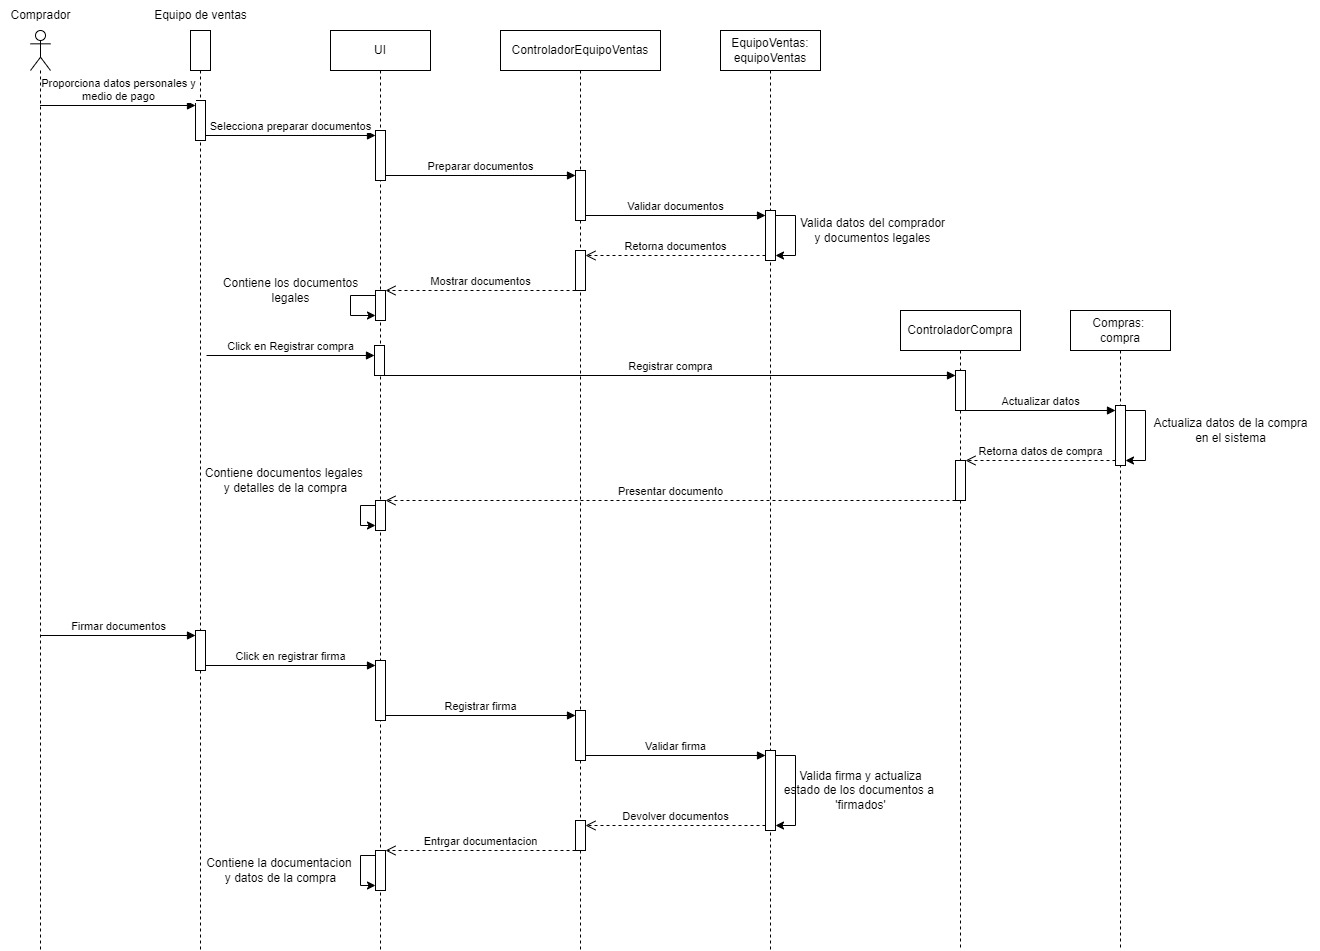 Comprador
Equipo de ventas
UI
ControladorEquipoVentas
EquipoVentas:
equipoVentas
Proporciona datos personales y
medio de pago
Selecciona preparar documentos
Preparar documentos
Validar documentos
Valida datos del comprador
y documentos legales
Retorna documentos
Mostrar documentos
Contiene los documentos
legales
ControladorCompra
Compras:
compra
Click en Registrar compra
Registrar compra
Actualizar datos
Actualiza datos de la compra
en el sistema
Retorna datos de compra
Contiene documentos legales
y detalles de la compra
Presentar documento
Firmar documentos
Click en registrar firma
Registrar firma
Validar firma
Valida firma y actualiza
estado de los documentos a
'firmados'
Devolver documentos
Entrgar documentacion
Contiene la documentacion
y datos de la compra